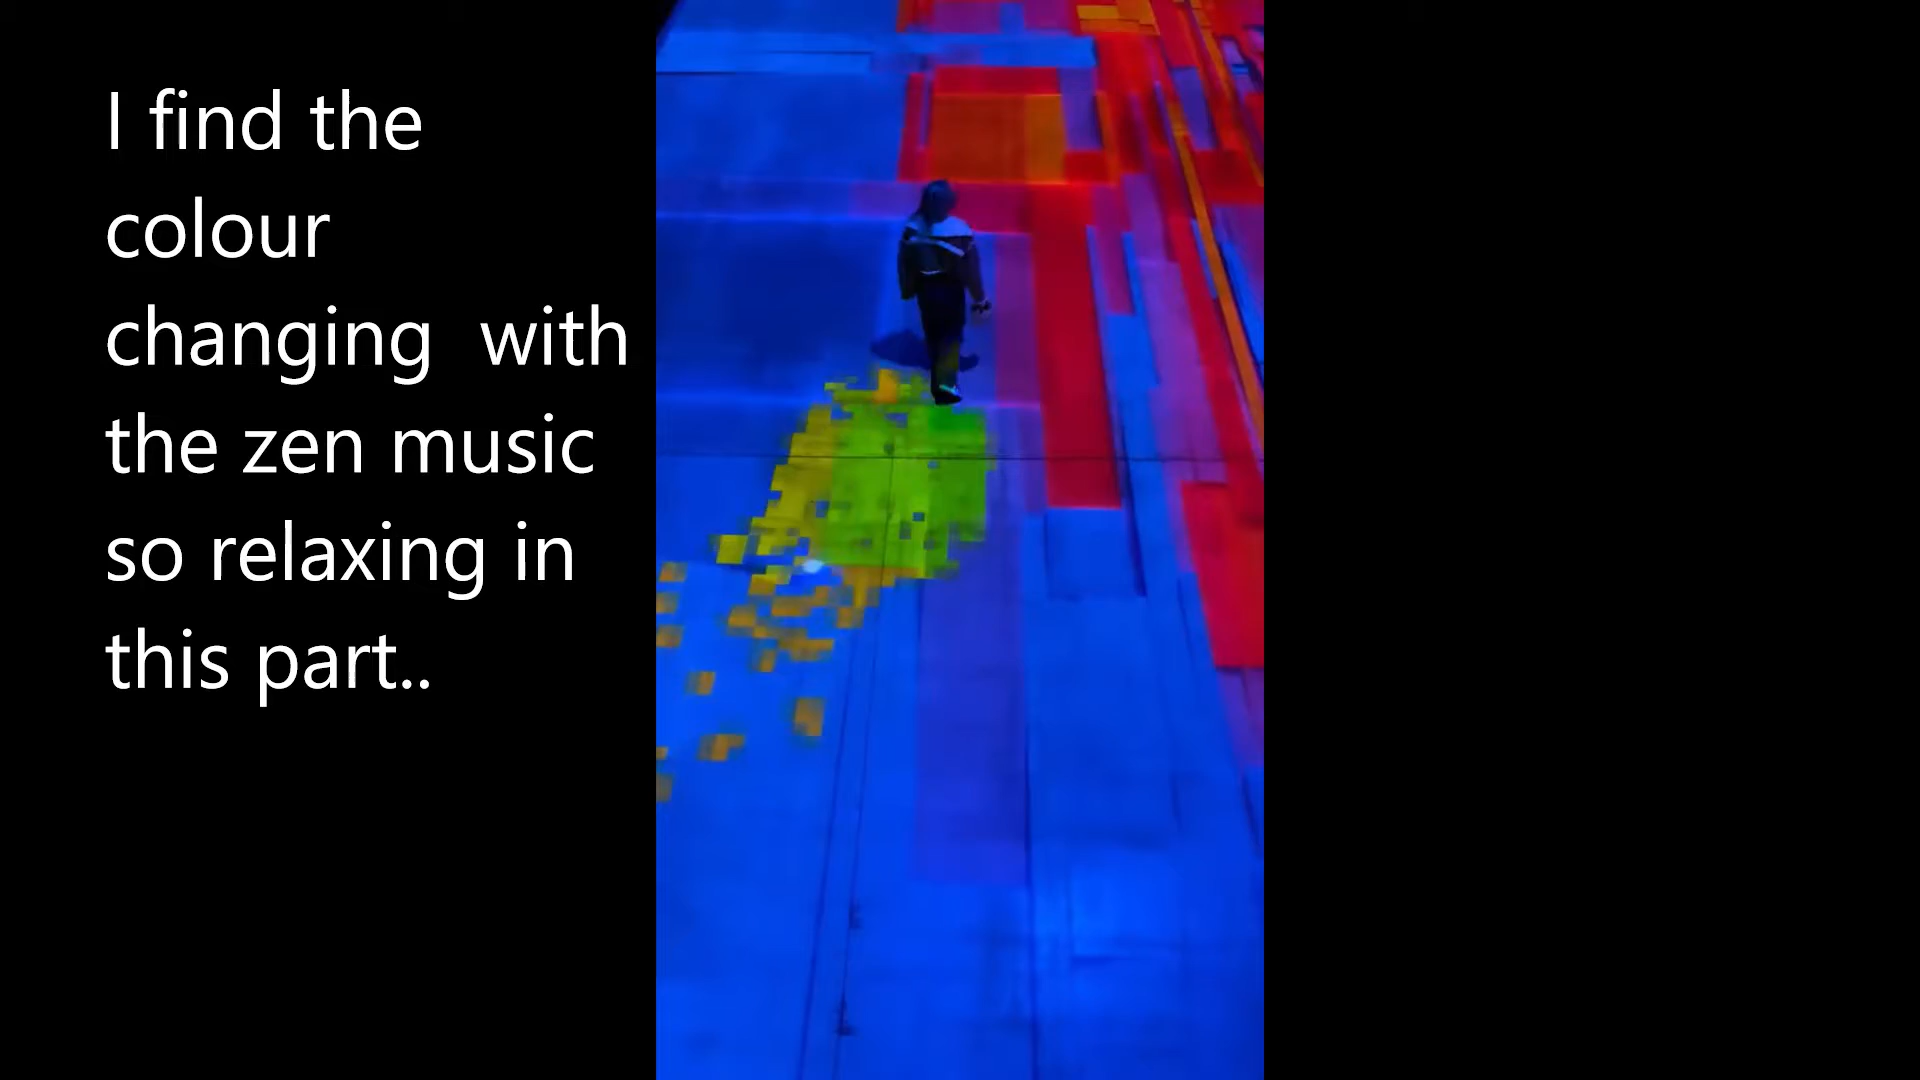 I find the
colour
changing  with
the zen music
so relaxing in
this part..